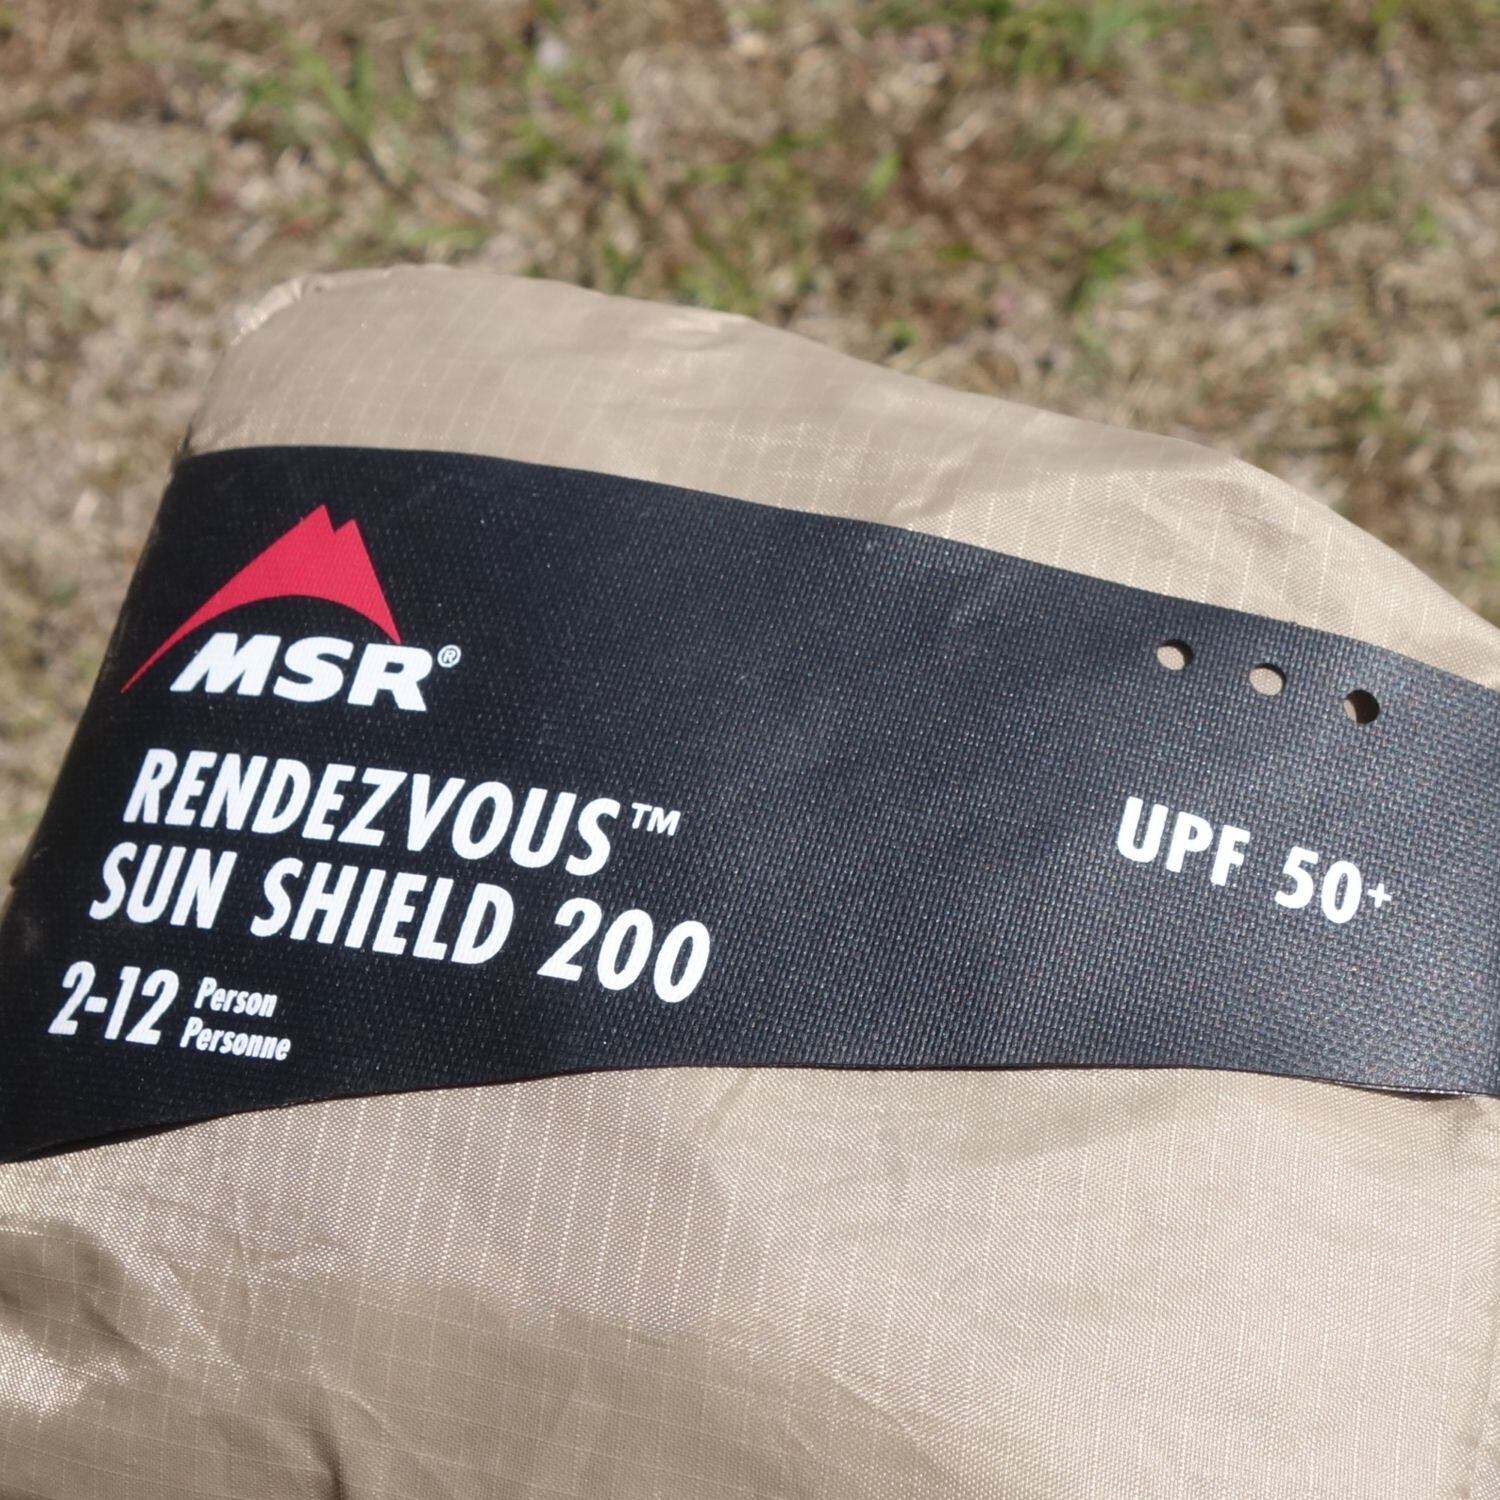 MSR®
RENDEZVOUS™
SUN SHIELD 200
2-12 Person
Personne
UPF 50+